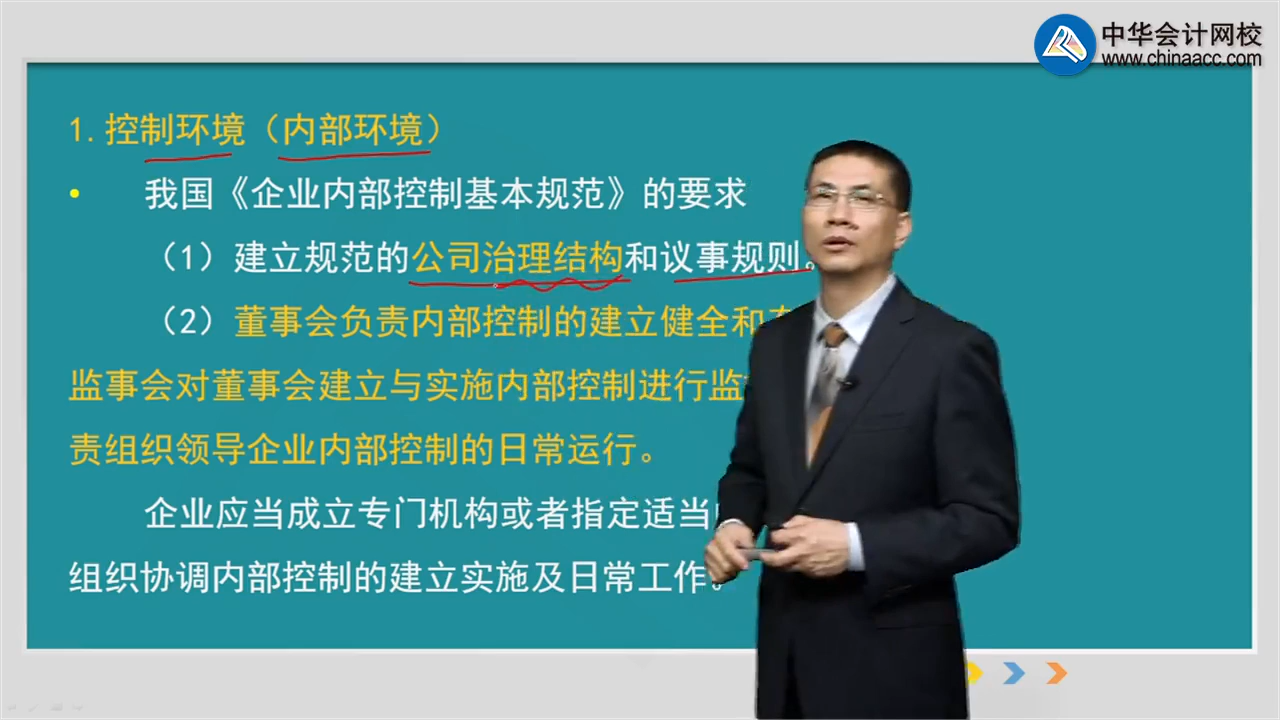 中华会计网校
www.chinaacc.com
1.控制环境（内部环境）
• 我国《企业内部控制基本规范》的要求
（1）建立规范的公司治理结构和议事规则。
（2）董事会负责内部控制的建立健全和
监事会对董事会建立与实施内部控制进行监
责组织领导企业内部控制的日常运行。
企业应当成立专门机构或者指定适当
组织协调内部控制的建立实施及日常工作。